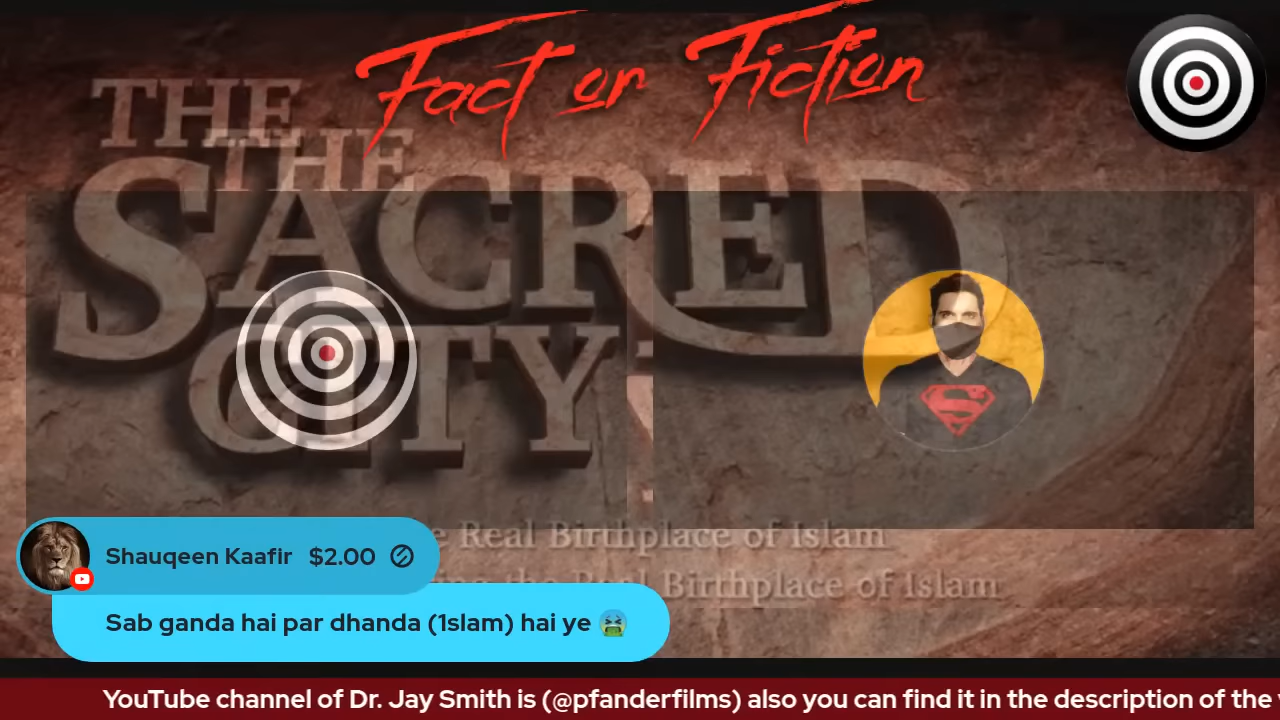 Fact or Fiction
THE
THE
SACRED
CITY
e Real Birthplace of Islam
ing the Real Birthplace of Islam
Shauqeen Kaafir $2.00
Sab ganda hai par dhanda (1slam) hai ye 🤮
YouTube channel of Dr. Jay Smith is (@pfanderfilms) also you can find it in the description of the